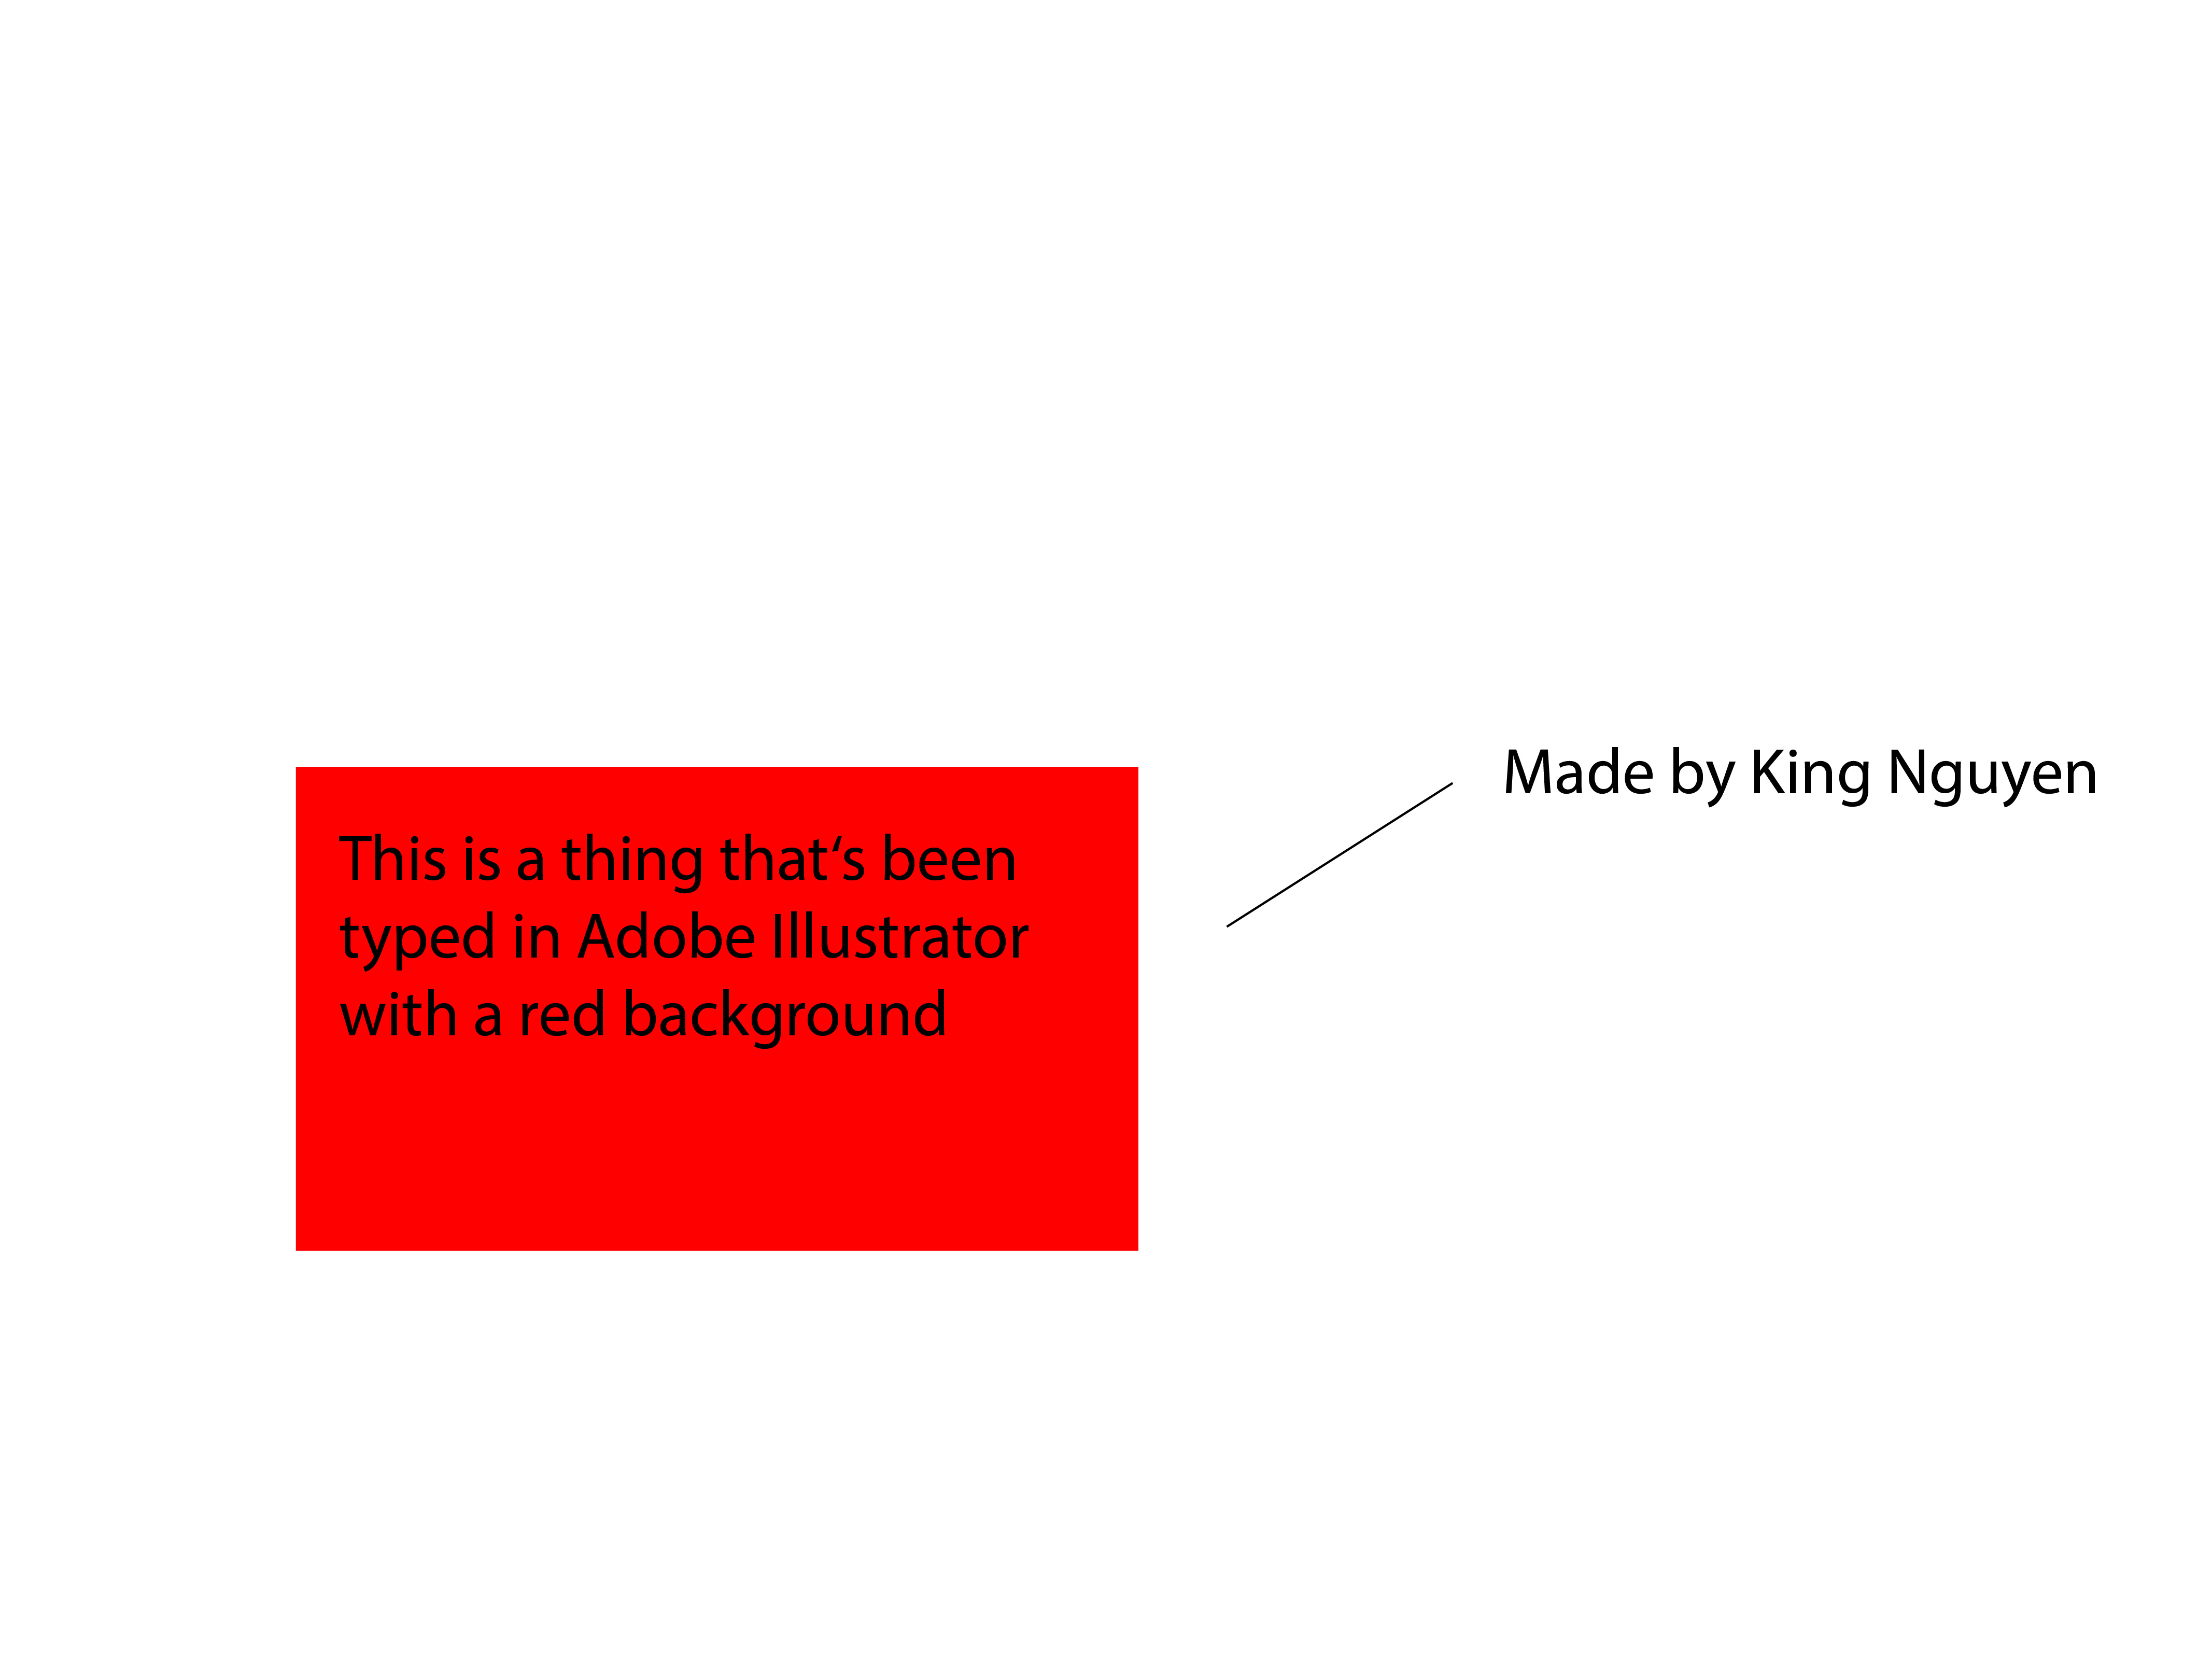 This is a thing that‘s been
typed in Adobe Illustrator
with a red background
Made by King Nguyen